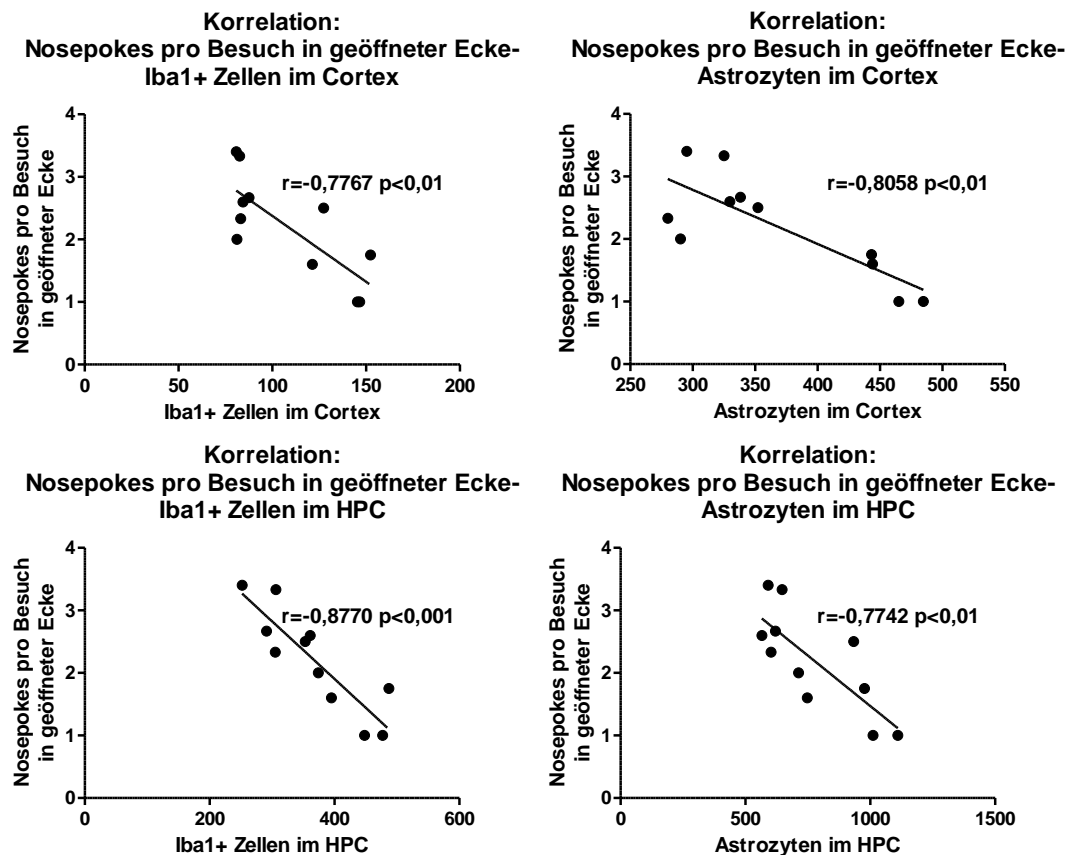 Korrelation:
Nosepokes pro Besuch in geöffneter Ecke-
Iba1+ Zellen im Cortex
Nosepokes pro Besuch
in geöffneter Ecke
4
3
2
1
0
r=-0,7767 p<0,01
0 50 100 150 200
Iba1+ Zellen im Cortex
Korrelation:
Nosepokes pro Besuch in geöffneter Ecke-
Astrozyten im Cortex
Nosepokes pro Besuch
in geöffneter Ecke
4
3
2
1
0
r=-0,8058 p<0,01
250 300 350 400 450 500 550
Astrozyten im Cortex
Korrelation:
Nosepokes pro Besuch in geöffneter Ecke-
Iba1+ Zellen im HPC
Nosepokes pro Besuch
in geöffneter Ecke
4
3
2
1
0
r=-0,8770 p<0,001
0 200 400 600
Iba1+ Zellen im HPC
Korrelation:
Nosepokes pro Besuch in geöffneter Ecke-
Astrozyten im HPC
Nosepokes pro Besuch
in geöffneter Ecke
4
3
2
1
0
r=-0,7742 p<0,01
0 500 1000 1500
Astrozyten im HPC